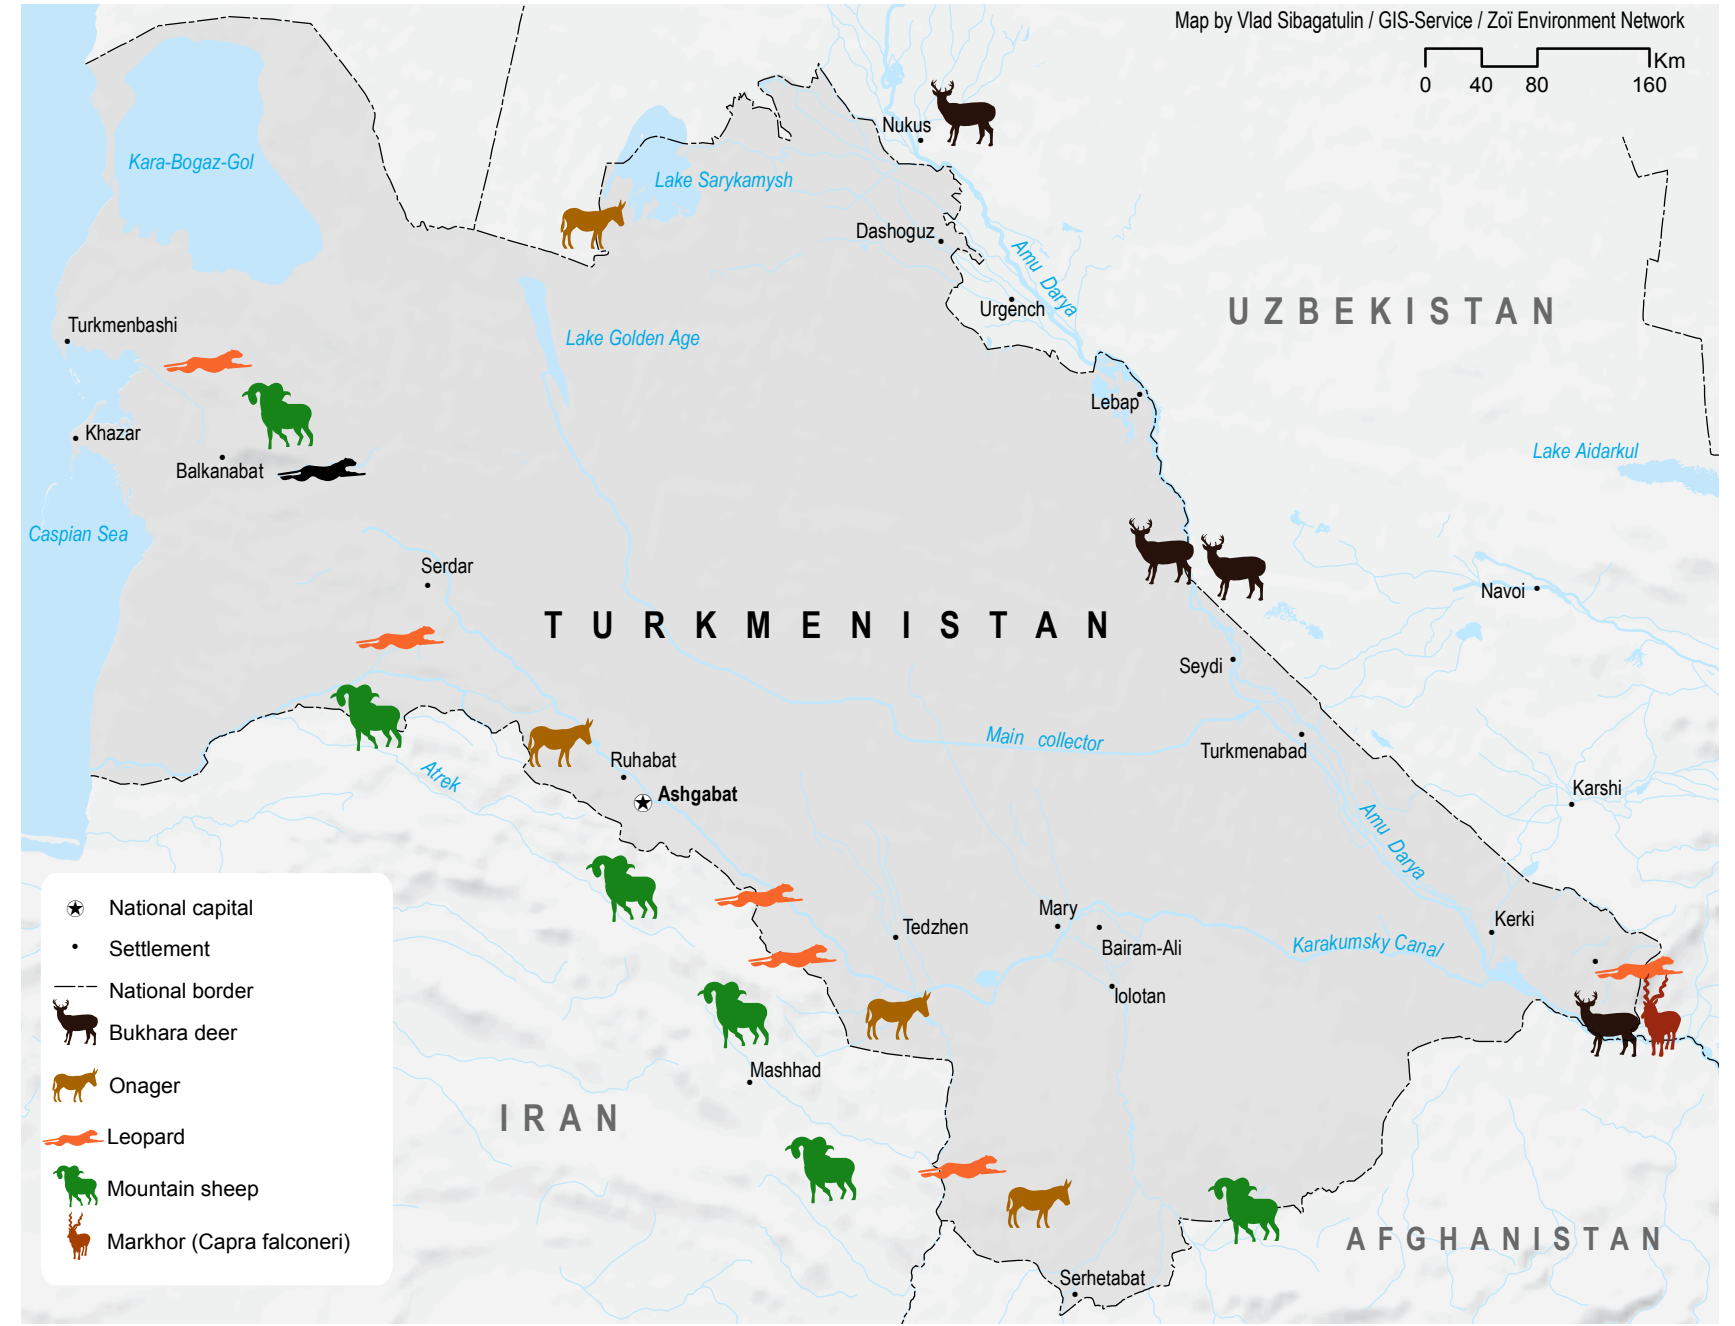 Map by Vlad Sibagatulin / GIS-Service / Zoï Environment Network
Km
0 40 80 160
Nukus
Kara-Bogaz-Gol
Lake Sarykamysh
Dashoguz
Amu Darya
Urgench
UZBEKISTAN
Turkmenbashi
Lake Golden Age
Lebap
Khazar
Balkanabat
Lake Aidarkul
Caspian Sea
Serdar
Navoi
TURKMENISTAN
Seydi
Main collector
Turkmenabad
Ruhabat
Atrek
Ashgabat
Karshi
Amu Darya
Mary
Kerki
Tedzhen
Bairam-Ali
Karakumsky Canal
Iolotan
Mashhad
IRAN
AFGHANISTAN
Serhetabat
National capital
Settlement
National border
Bukhara deer
Onager
Leopard
Mountain sheep
Markhor (Capra falconeri)